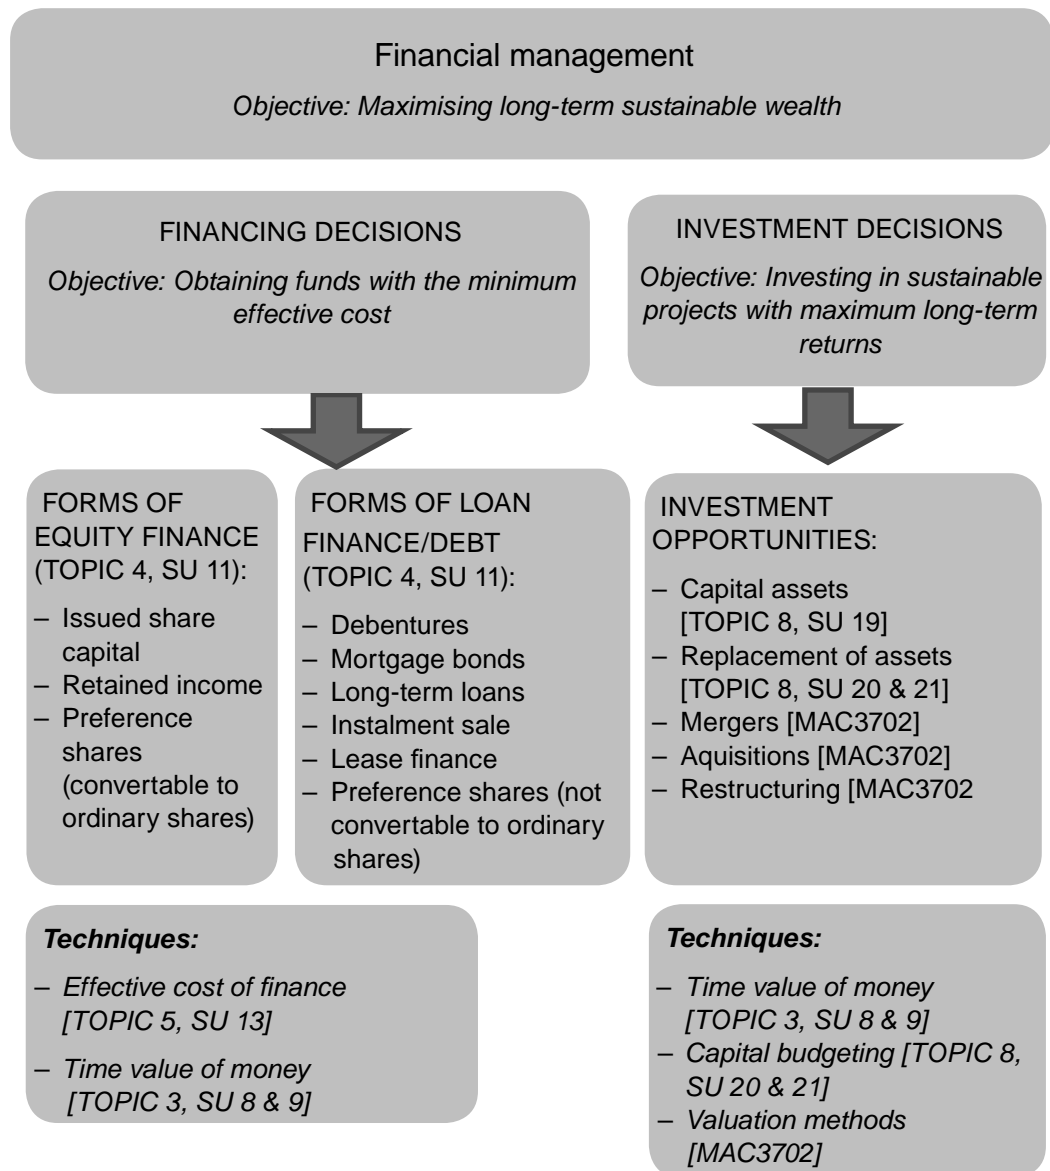 Financial management
Objective: Maximising long-term sustainable wealth
FINANCING DECISIONS
Objective: Obtaining funds with the minimum
effective cost
INVESTMENT DECISIONS
Objective: Investing in sustainable
projects with maximum long-term
returns
FORMS OF
EQUITY FINANCE
(TOPIC 4, SU 11):
– Issued share
capital
– Retained income
– Preference
shares
(convertable to
ordinary shares)
FORMS OF LOAN
FINANCE/DEBT
(TOPIC 4, SU 11):
– Debentures
– Mortgage bonds
– Long-term loans
– Instalment sale
– Lease finance
– Preference shares (not
convertable to ordinary
shares)
INVESTMENT
OPPORTUNITIES:
– Capital assets
[TOPIC 8, SU 19]
– Replacement of assets
[TOPIC 8, SU 20 & 21]
– Mergers [MAC3702]
– Aquisitions [MAC3702]
– Restructuring [MAC3702
Techniques:
– Effective cost of finance
[TOPIC 5, SU 13]
– Time value of money
[TOPIC 3, SU 8 & 9]
Techniques:
– Time value of money
[TOPIC 3, SU 8 & 9]
– Capital budgeting [TOPIC 8,
SU 20 & 21]
– Valuation methods
[MAC3702]